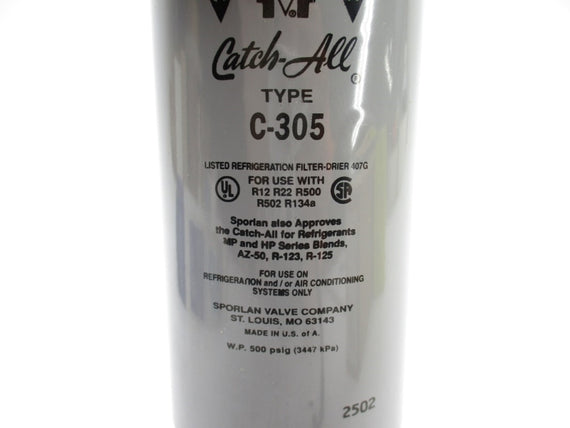 Catch-All
®
TYPE
C-305
LISTED REFRIGERATION FILTER-DRIER 407G
UL FOR USE WITH SA
R12 R22 R500
R502 R134a
Sporlan also Approves
the Catch-All for Refrigerants
MP and HP Series Blends,
AZ-50, R-123, R-125
FOR USE ON
REFRIGERATION and / or AIR CONDITIONING
SYSTEMS ONLY
SPORLAN VALVE COMPANY
ST. LOUIS, MO 63143
MADE IN U.S. of A.
W.P. 500 psig (3447 kPa)
2502